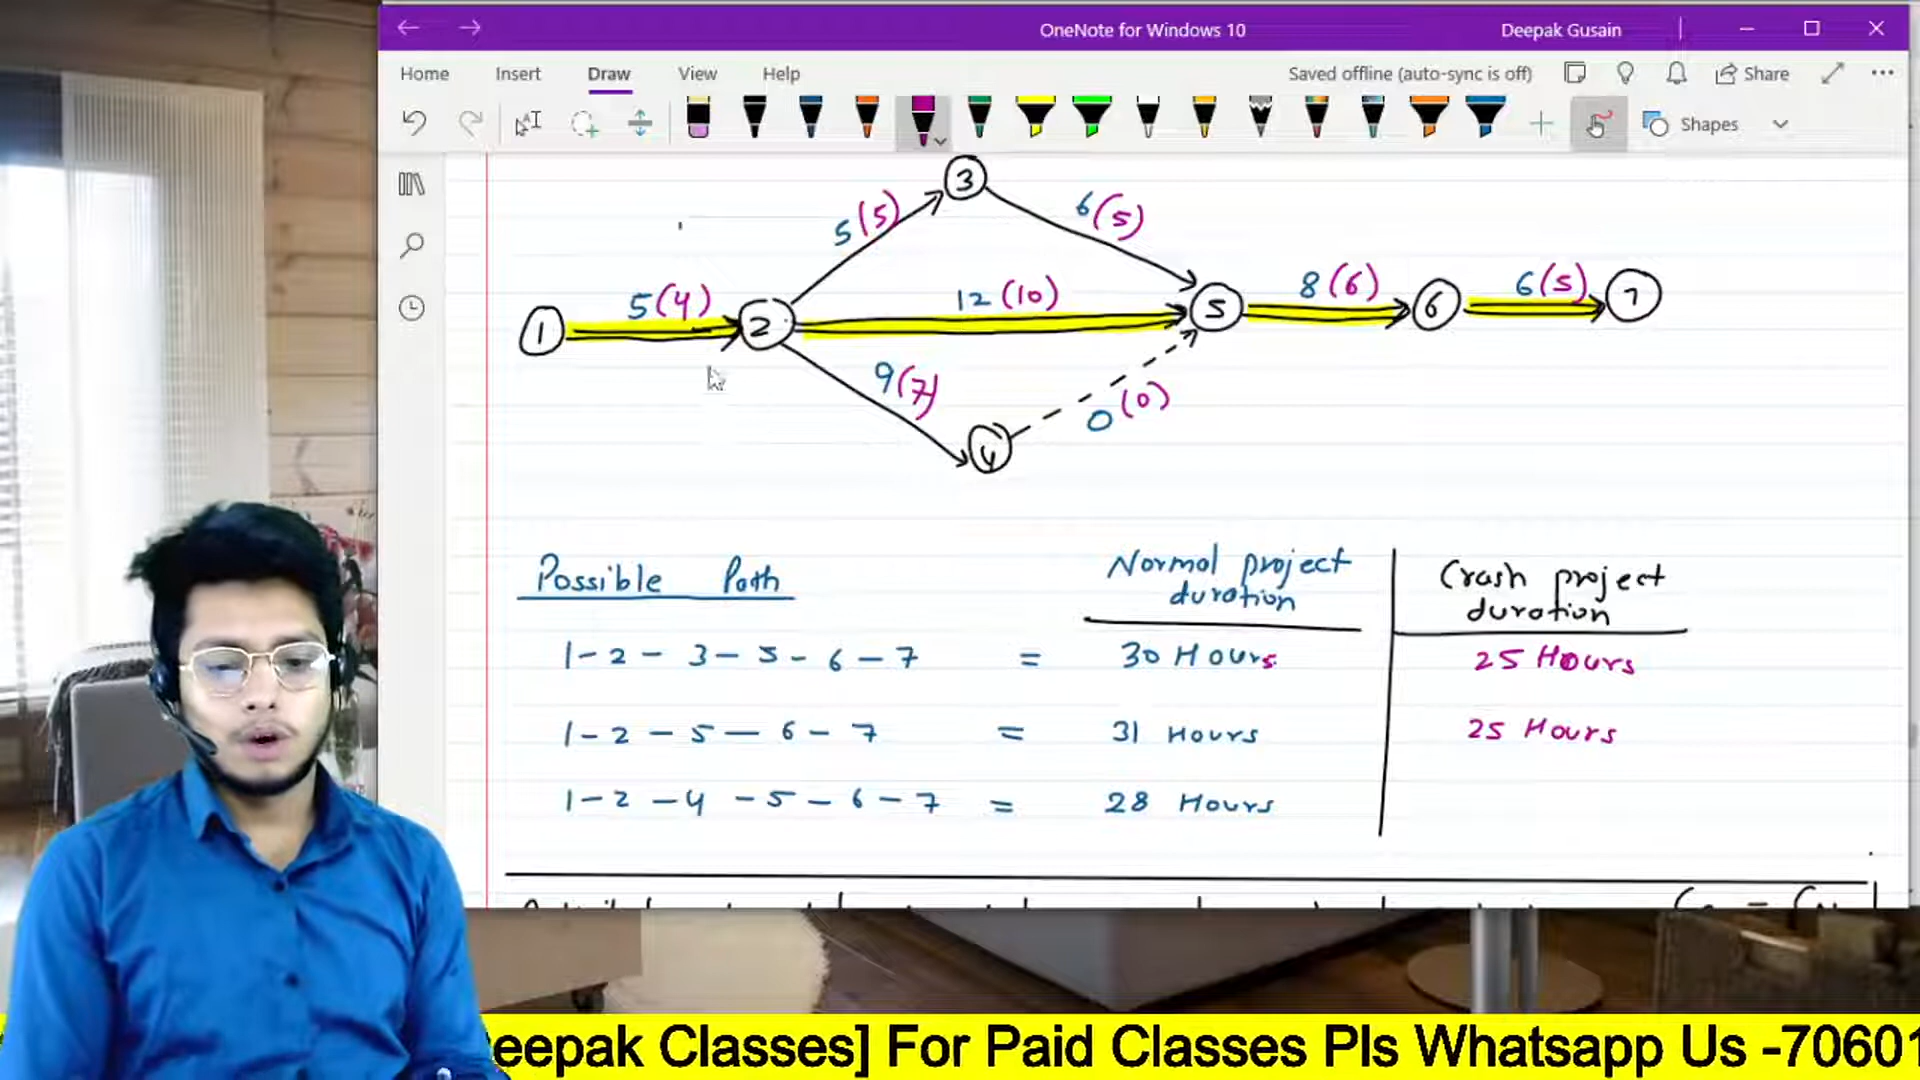 OneNote for Windows 10
Deepak Gusain
Home Insert Draw View Help
Saved offline (auto-sync is off)
Share
Shapes
3
5(5)
6(5)
1
5(4)
2
12(10)
5
8(6)
6
6(5)
7
9(7)
0(0)
4
Possible Path
Normal project
duration
Crash project
duration
1-2-3-5-6-7 = 30 Hours 25 Hours
1-2-5-6-7 = 31 Hours 25 Hours
1-2-4-5-6-7 = 28 Hours
eepak Classes] For Paid Classes Pls Whatsapp Us -70601